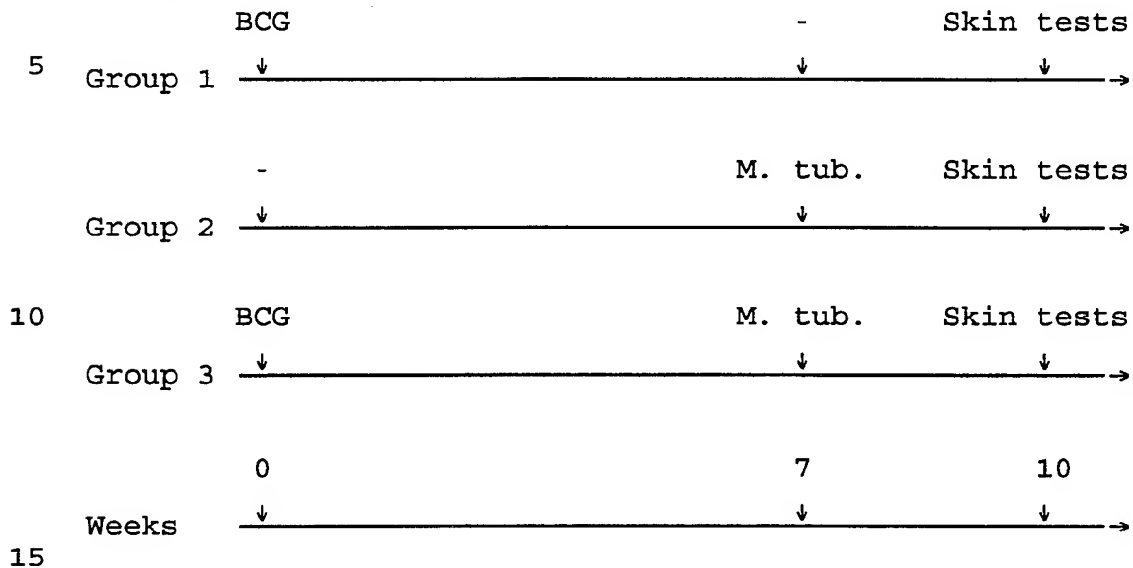 BCG - Skin tests
5 Group 1
- M. tub. Skin tests
Group 2
10 BCG M. tub. Skin tests
Group 3
0 7 10
Weeks
15